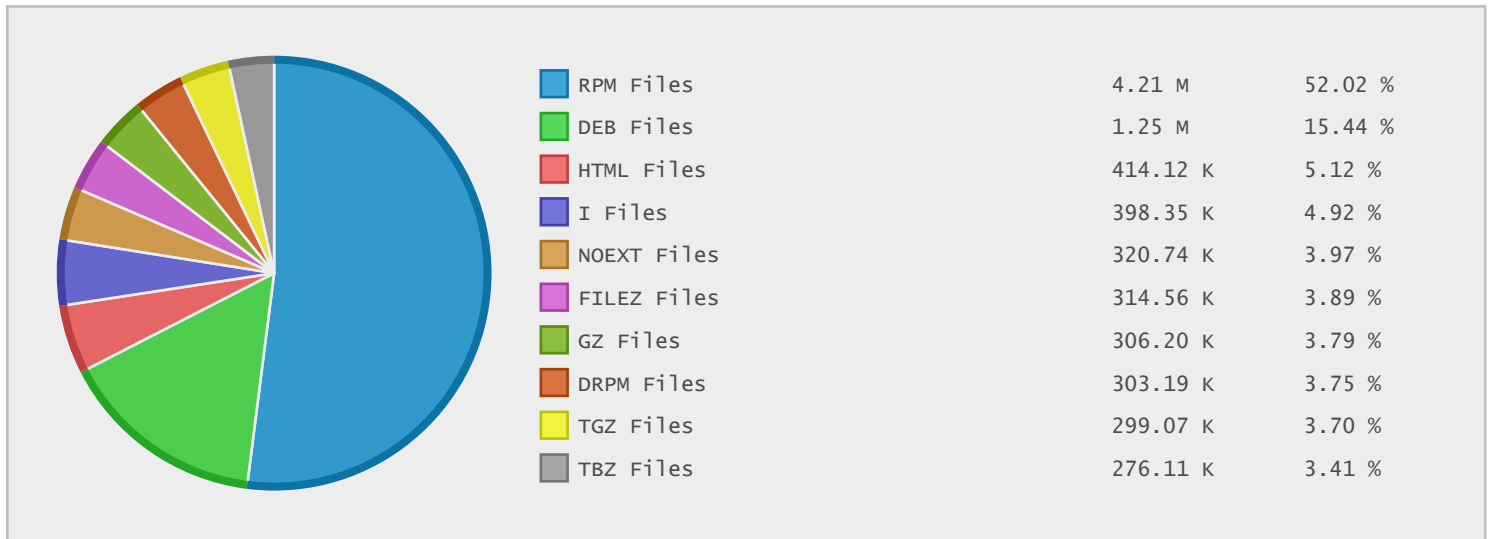 RPM Files 4.21 M 52.02 %
DEB Files 1.25 M 15.44 %
HTML Files 414.12 K 5.12 %
I Files 398.35 K 4.92 %
NOEXT Files 320.74 K 3.97 %
FILEZ Files 314.56 K 3.89 %
GZ Files 306.20 K 3.79 %
DRPM Files 303.19 K 3.75 %
TGZ Files 299.07 K 3.70 %
TBZ Files 276.11 K 3.41 %